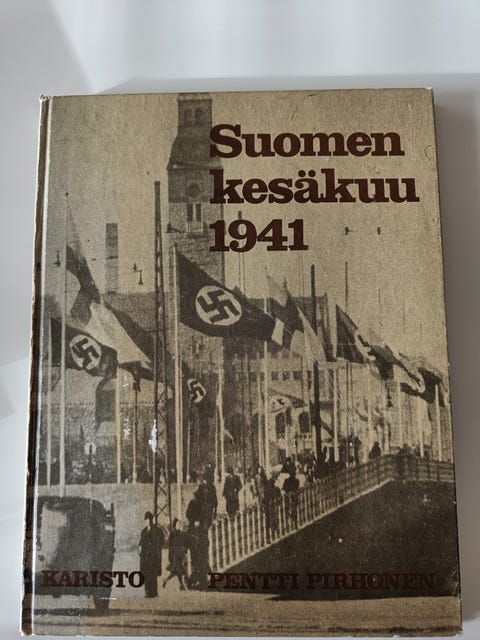 Suomen
kesäkuu
1941
KARISTO PENTTI PIRHONEN